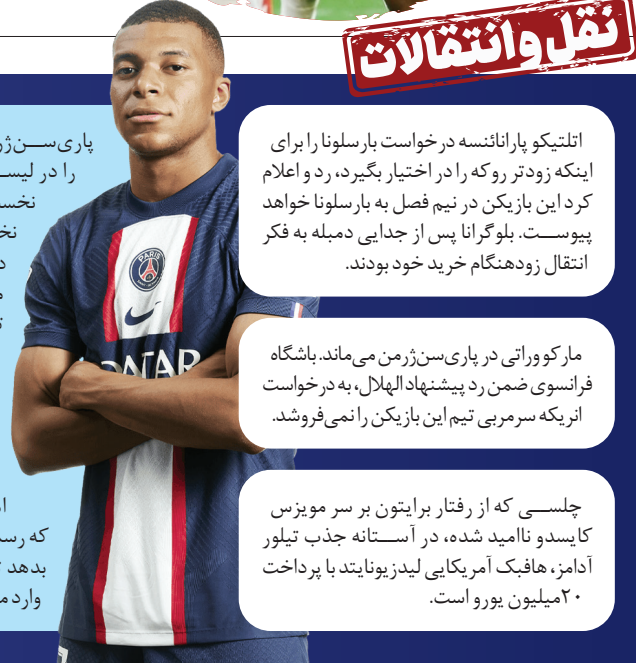 نقل‌وانتقالات
اتلتیکو پارانائنسه درخواست بارسلونا را برای
اینکه زودتر روکه را در اختیار بگیرد، رد و اعلام
کرد این بازیکن در نیم فصل به بارسلونا خواهد
پیوست. بلوگرانا پس از جدایی دمبله به فکر
انتقال زودهنگام خرید خود بودند.
مارکو وراتی در پاری‌سن‌ژرمن می‌ماند. باشگاه
فرانسوی ضمن رد پیشنهاد الهلال، به درخواست
انریکه سرمربی تیم این بازیکن را نمی‌فروشد.
چلسی که از رفتار برایتون بر سر مویزس
کایسدو ناامید شده، در آستانه جذب تیلور
آدامز، هافبک آمریکایی لیدزیونایتد با پرداخت
۲۰میلیون یورو است.
را در
که
بدهد
وارد
PARIS